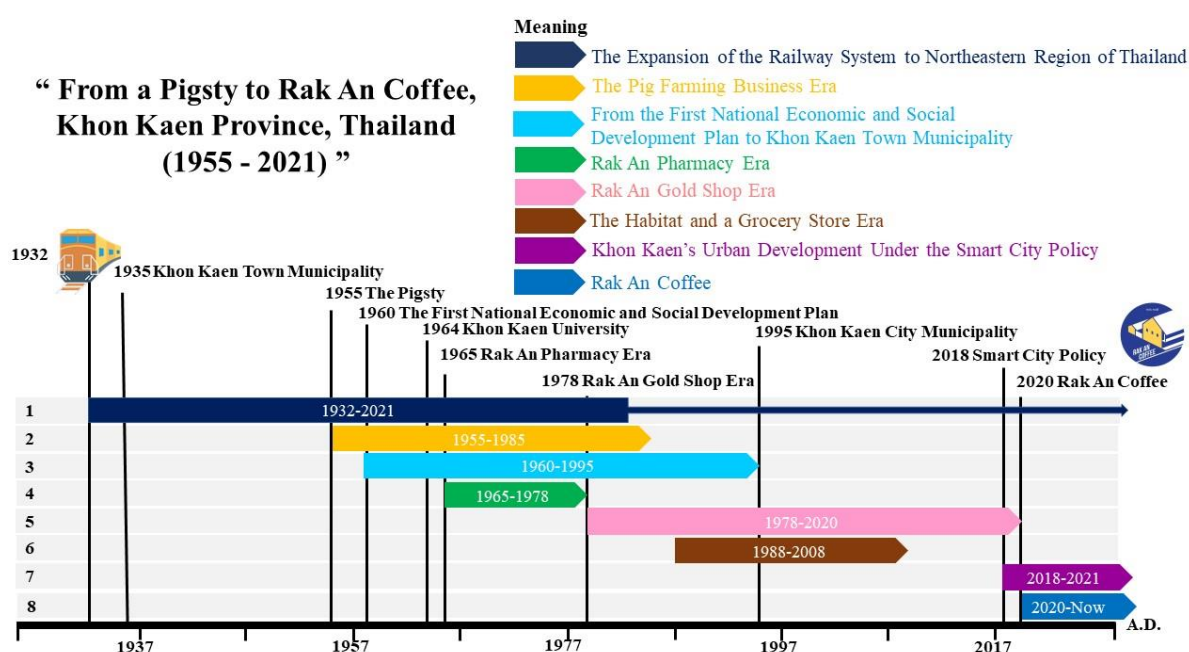 “ From a Pigsty to Rak An Coffee,
Khon Kaen Province, Thailand
(1955 - 2021) ”
Meaning
The Expansion of the Railway System to Northeastern Region of Thailand
The Pig Farming Business Era
From the First National Economic and Social
Development Plan to Khon Kaen Town Municipality
Rak An Pharmacy Era
Rak An Gold Shop Era
The Habitat and a Grocery Store Era
Khon Kaen’s Urban Development Under the Smart City Policy
Rak An Coffee
1932
1935 Khon Kaen Town Municipality
1955 The Pigsty
1960 The First National Economic and Social Development Plan
1964 Khon Kaen University
1965 Rak An Pharmacy Era
1978 Rak An Gold Shop Era
1995 Khon Kaen City Municipality
2018 Smart City Policy
2020 Rak An Coffee
RAK AN
COFFEE
1 1932-2021
2 1955-1985
3 1960-1995
4 1965-1978
5 1978-2020
6 1988-2008
7 2018-2021
8 2020-Now
A.D.
1937 1957 1977 1997 2017